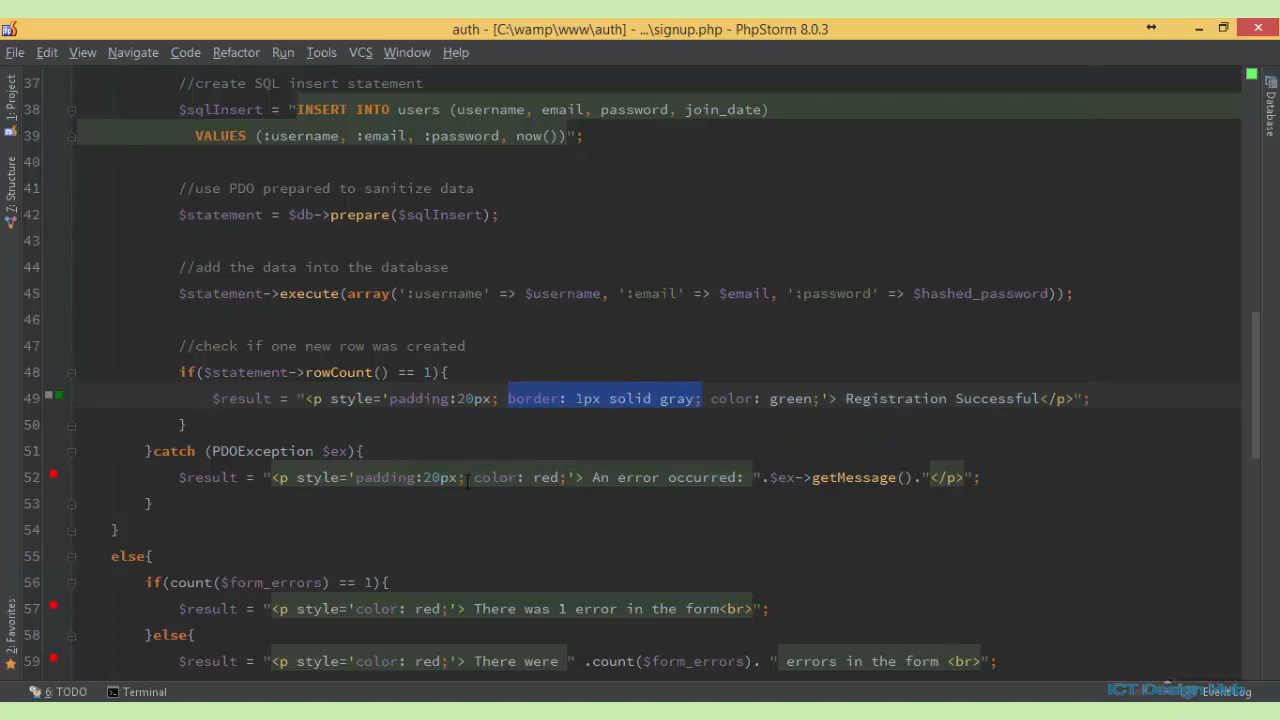 auth - [C:\wamp\www\auth] - ...\signup.php - PhpStorm 8.0.3
File Edit View Navigate Code Refactor Run Tools VCS Window Help
1: Project
7: Structure
2: Favorites
Database
37 //create SQL insert statement
38 $sqlInsert = "INSERT INTO users (username, email, password, join_date)
39 VALUES (:username, :email, :password, now())";
40
41 //use PDO prepared to sanitize data
42 $statement = $db->prepare($sqlInsert);
43
44 //add the data into the database
45 $statement->execute(array(':username' => $username, ':email' => $email, ':password' => $hashed_password));
46
47 //check if one new row was created
48 if($statement->rowCount() == 1){
49 $result = "<p style='padding:20px; border: 1px solid gray; color: green;'> Registration Successful</p>";
50 }
51 }catch (PDOException $ex){
52 $result = "<p style='padding:20px; color: red;'> An error occurred: ".$ex->getMessage()."</p>";
53 }
54 }
55 else{
56 if(count($form_errors) == 1){
57 $result = "<p style='color: red;'> There was 1 error in the form<br>";
58 }else{
59 $result = "<p style='color: red;'> There were " .count($form_errors). " errors in the form <br>";
6: TODO Terminal Event Log
ICT Design Hub